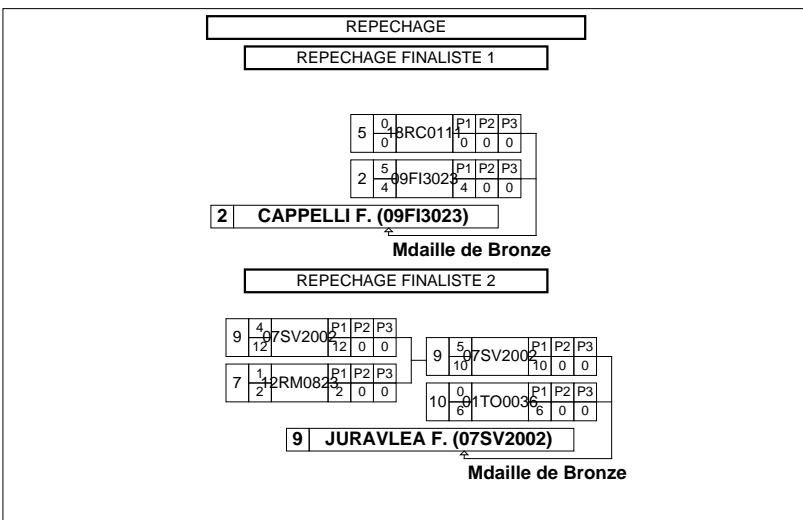 REPECHAGE
REPECHAGE FINALISTE 1
5 0 0 18RC0111 P1 P2 P3 0 0 0
2 5 4 09FI3023 P1 P2 P3 4 0 0
2 CAPPELLI F. (09FI3023)
Mdaille de Bronze
REPECHAGE FINALISTE 2
9 4 12 07SV2002 P1 P2 P3 12 0 0
7 1 2 12RM0823 P1 P2 P3 2 0 0
9 5 10 07SV2002 P1 P2 P3 10 0 0
10 0 6 01TO0036 P1 P2 P3 6 0 0
9 JURAVLEA F. (07SV2002)
Mdaille de Bronze